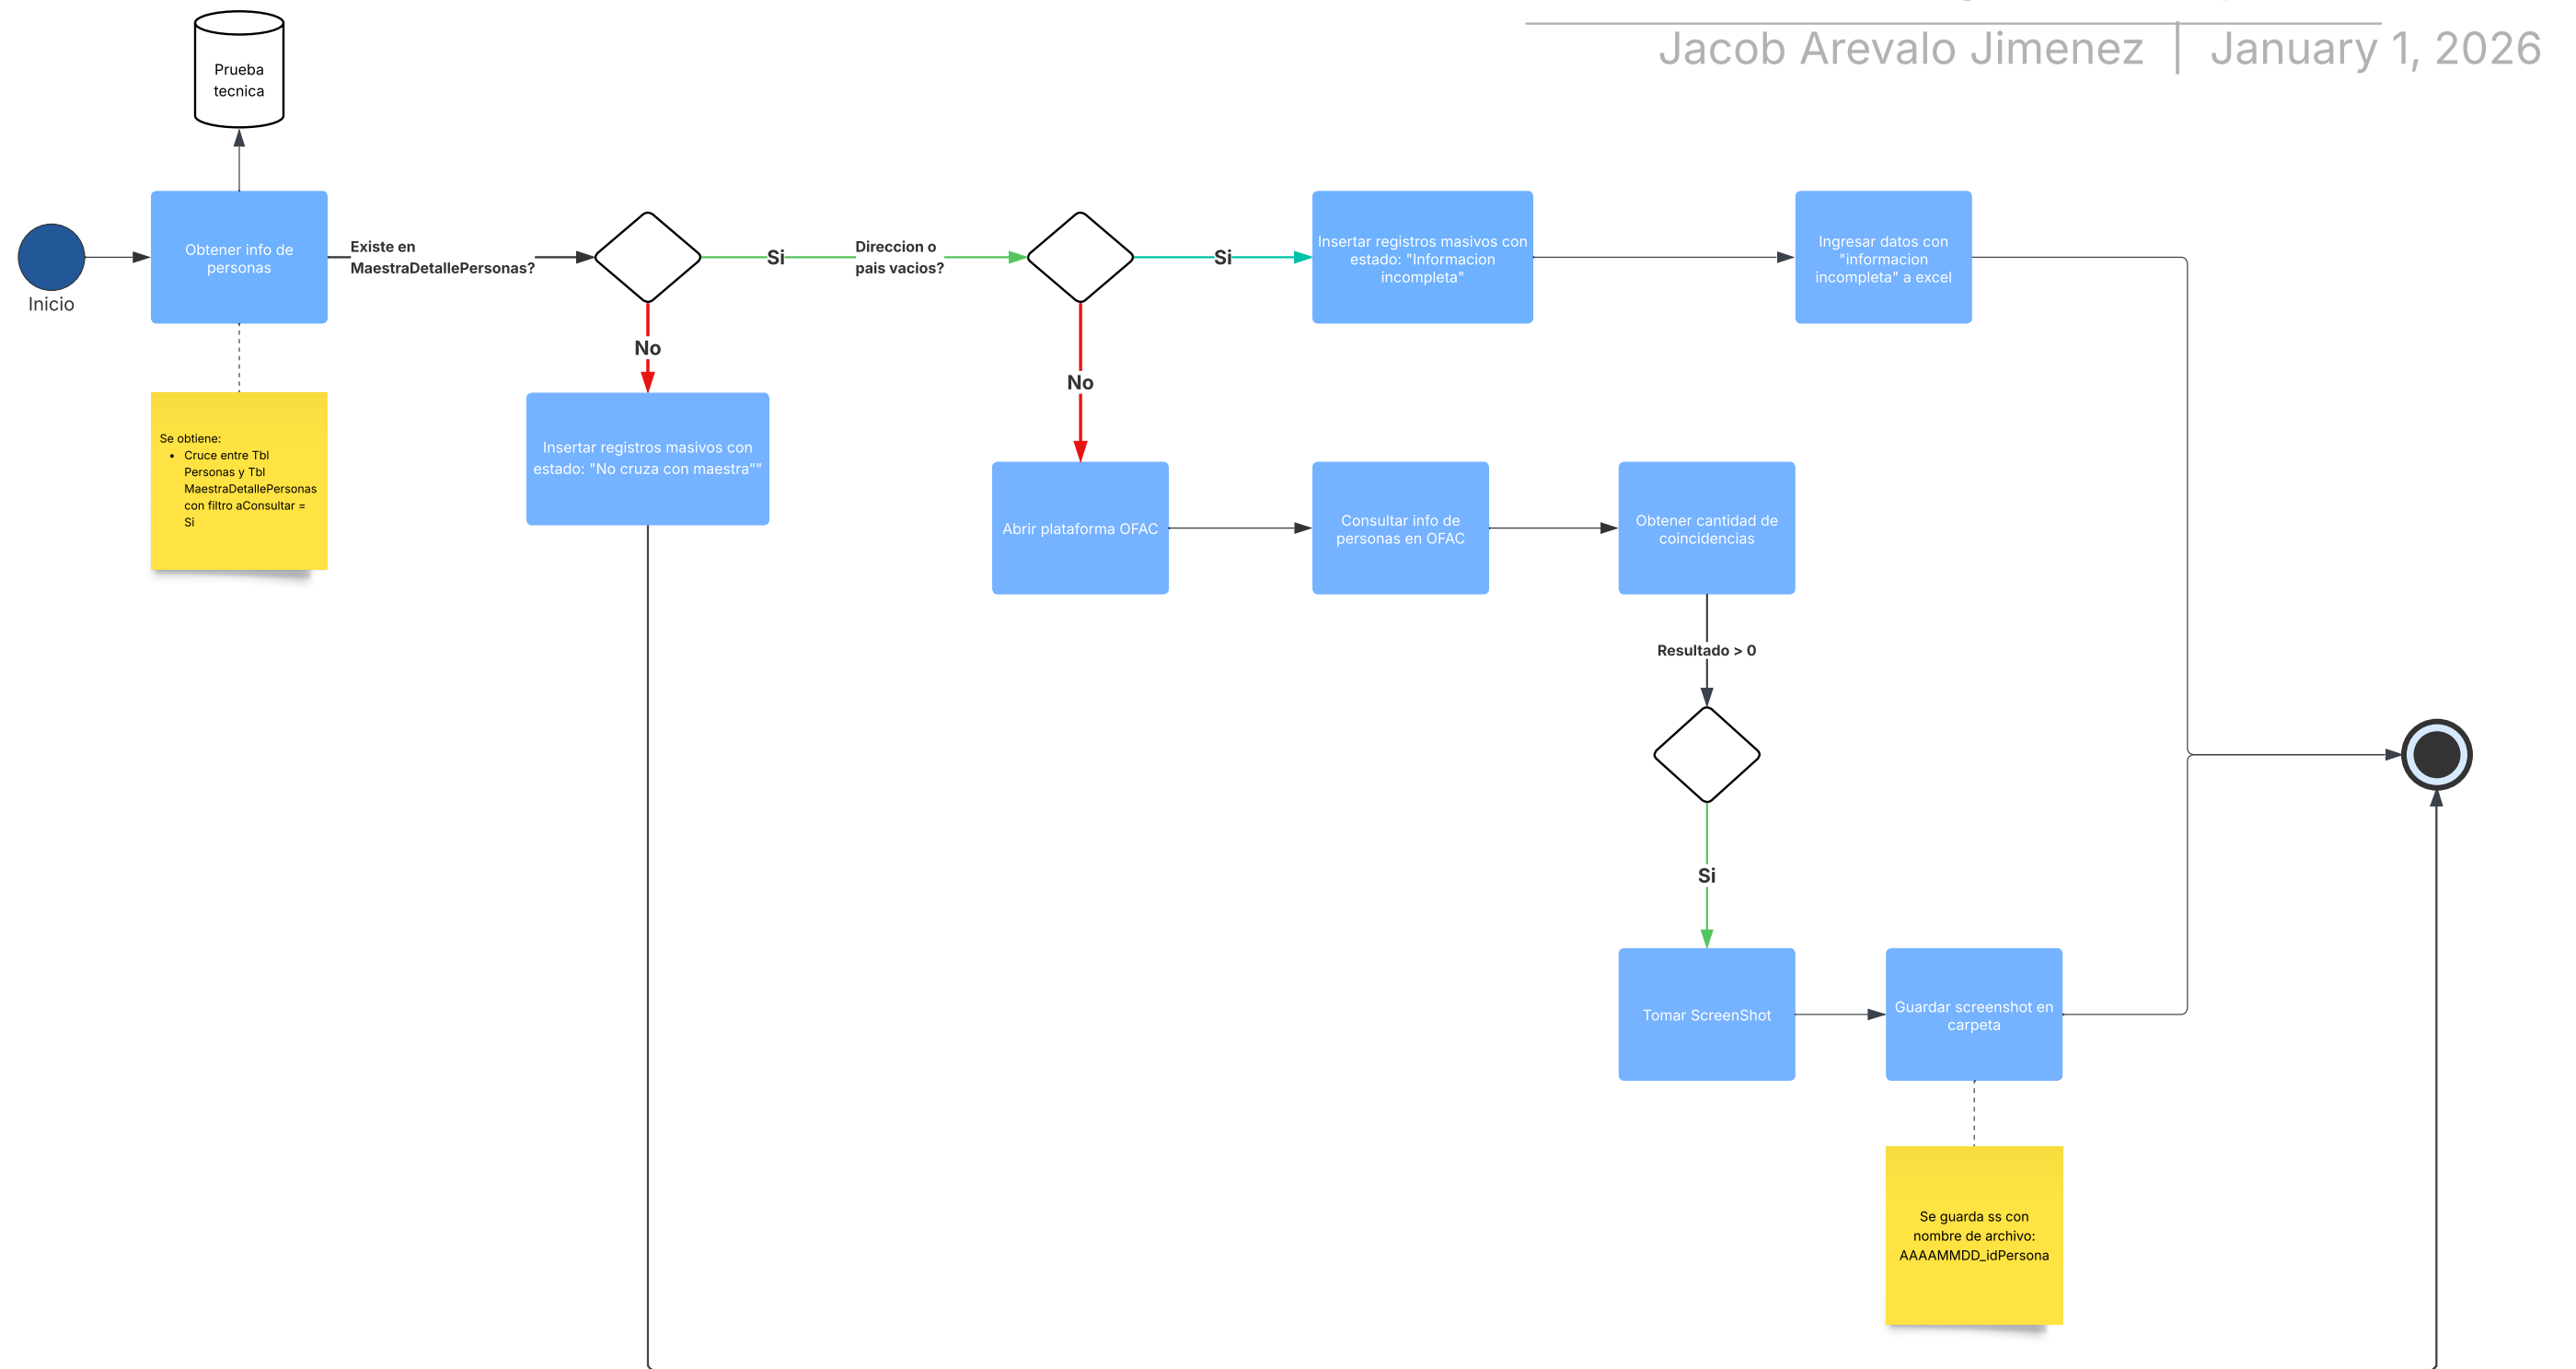 Jacob Arevalo Jimenez | January 1, 2026
Prueba
tecnica
Inicio
Obtener info de
personas
Existe en
MaestraDetallePersonas?
Si
Direccion o
pais vacios?
Si
Insertar registros masivos con
estado: "Informacion
incompleta"
Ingresar datos con
"informacion
incompleta" a excel
No
No
Se obtiene:
• Cruce entre Tbl
Personas y Tbl
MaestraDetallePersonas
con filtro aConsultar =
Si
Insertar registros masivos con
estado: "No cruza con maestra”"
Abrir plataforma OFAC
Consultar info de
personas en OFAC
Obtener cantidad de
coincidencias
Resultado > 0
Si
Tomar ScreenShot
Guardar screenshot en
carpeta
Se guarda ss con
nombre de archivo:
AAAAMMDD_idPersona